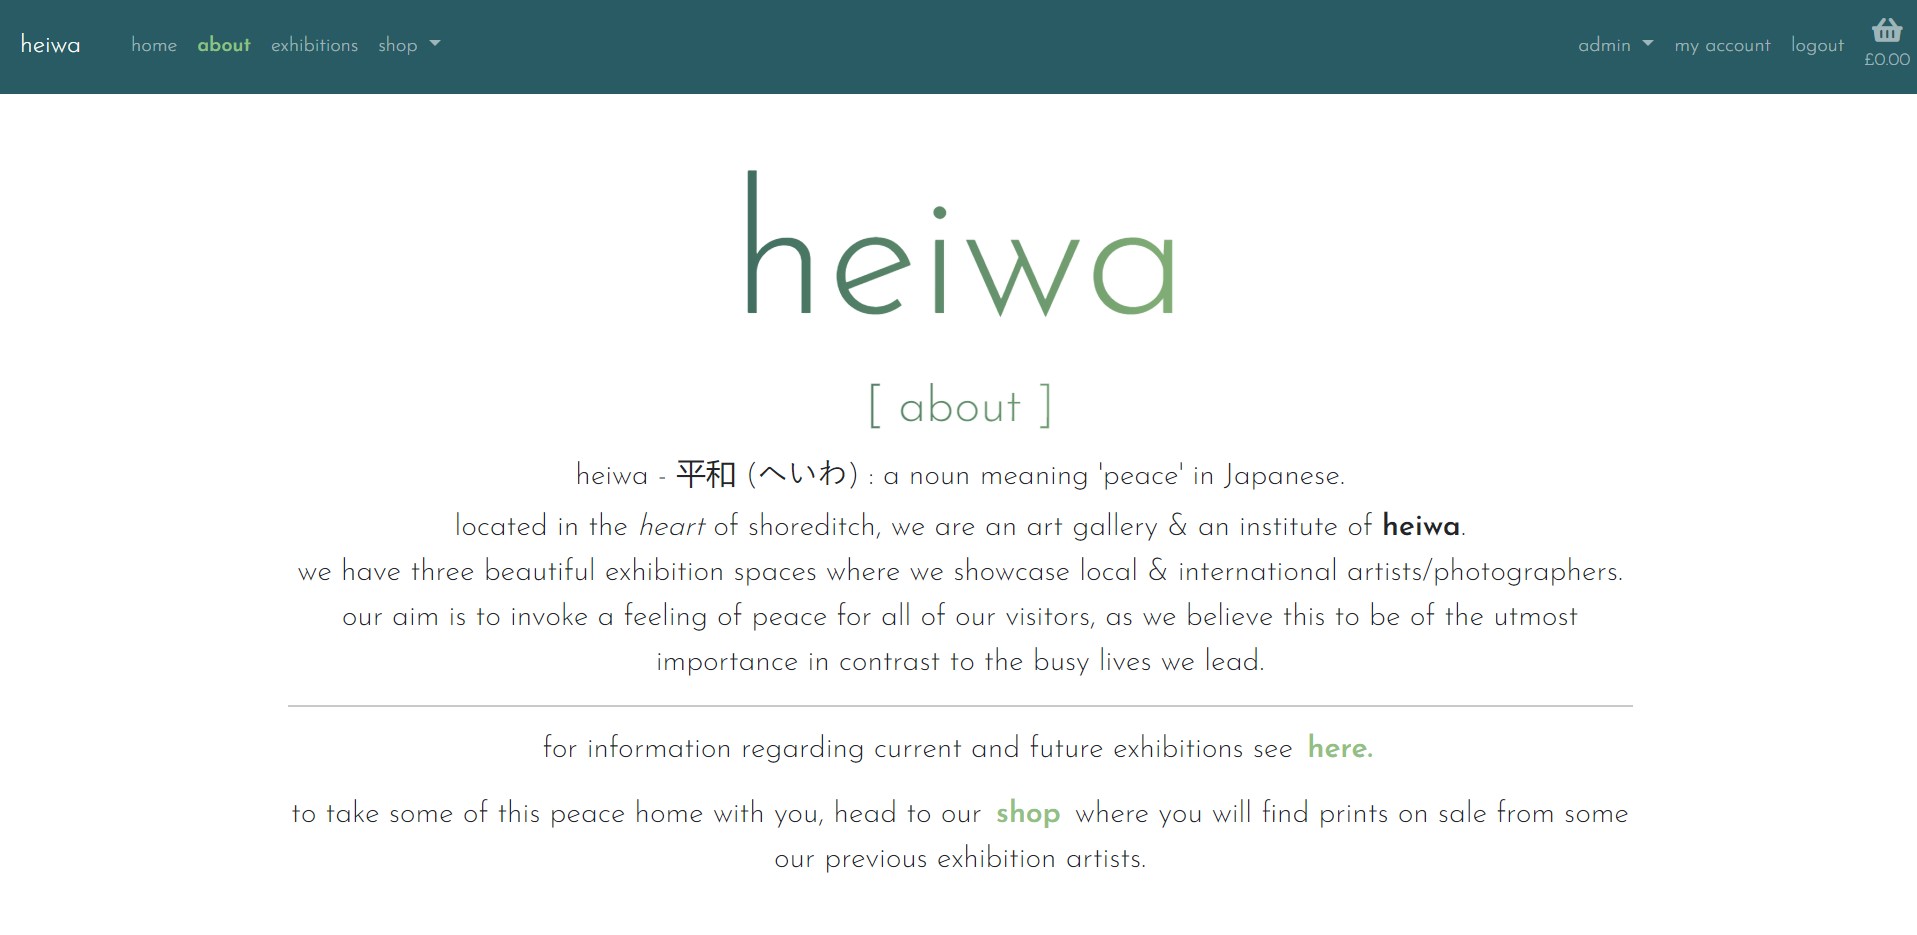 heiwa home about exhibitions shop admin my account logout £0.00
heiwa
[ about ]
heiwa - 平和 (へいわ) : a noun meaning 'peace' in Japanese.
located in the heart of shoreditch, we are an art gallery & an institute of heiwa.
we have three beautiful exhibition spaces where we showcase local & international artists/photographers.
our aim is to invoke a feeling of peace for all of our visitors, as we believe this to be of the utmost
importance in contrast to the busy lives we lead.
for information regarding current and future exhibitions see here.
to take some of this peace home with you, head to our shop where you will find prints on sale from some
our previous exhibition artists.